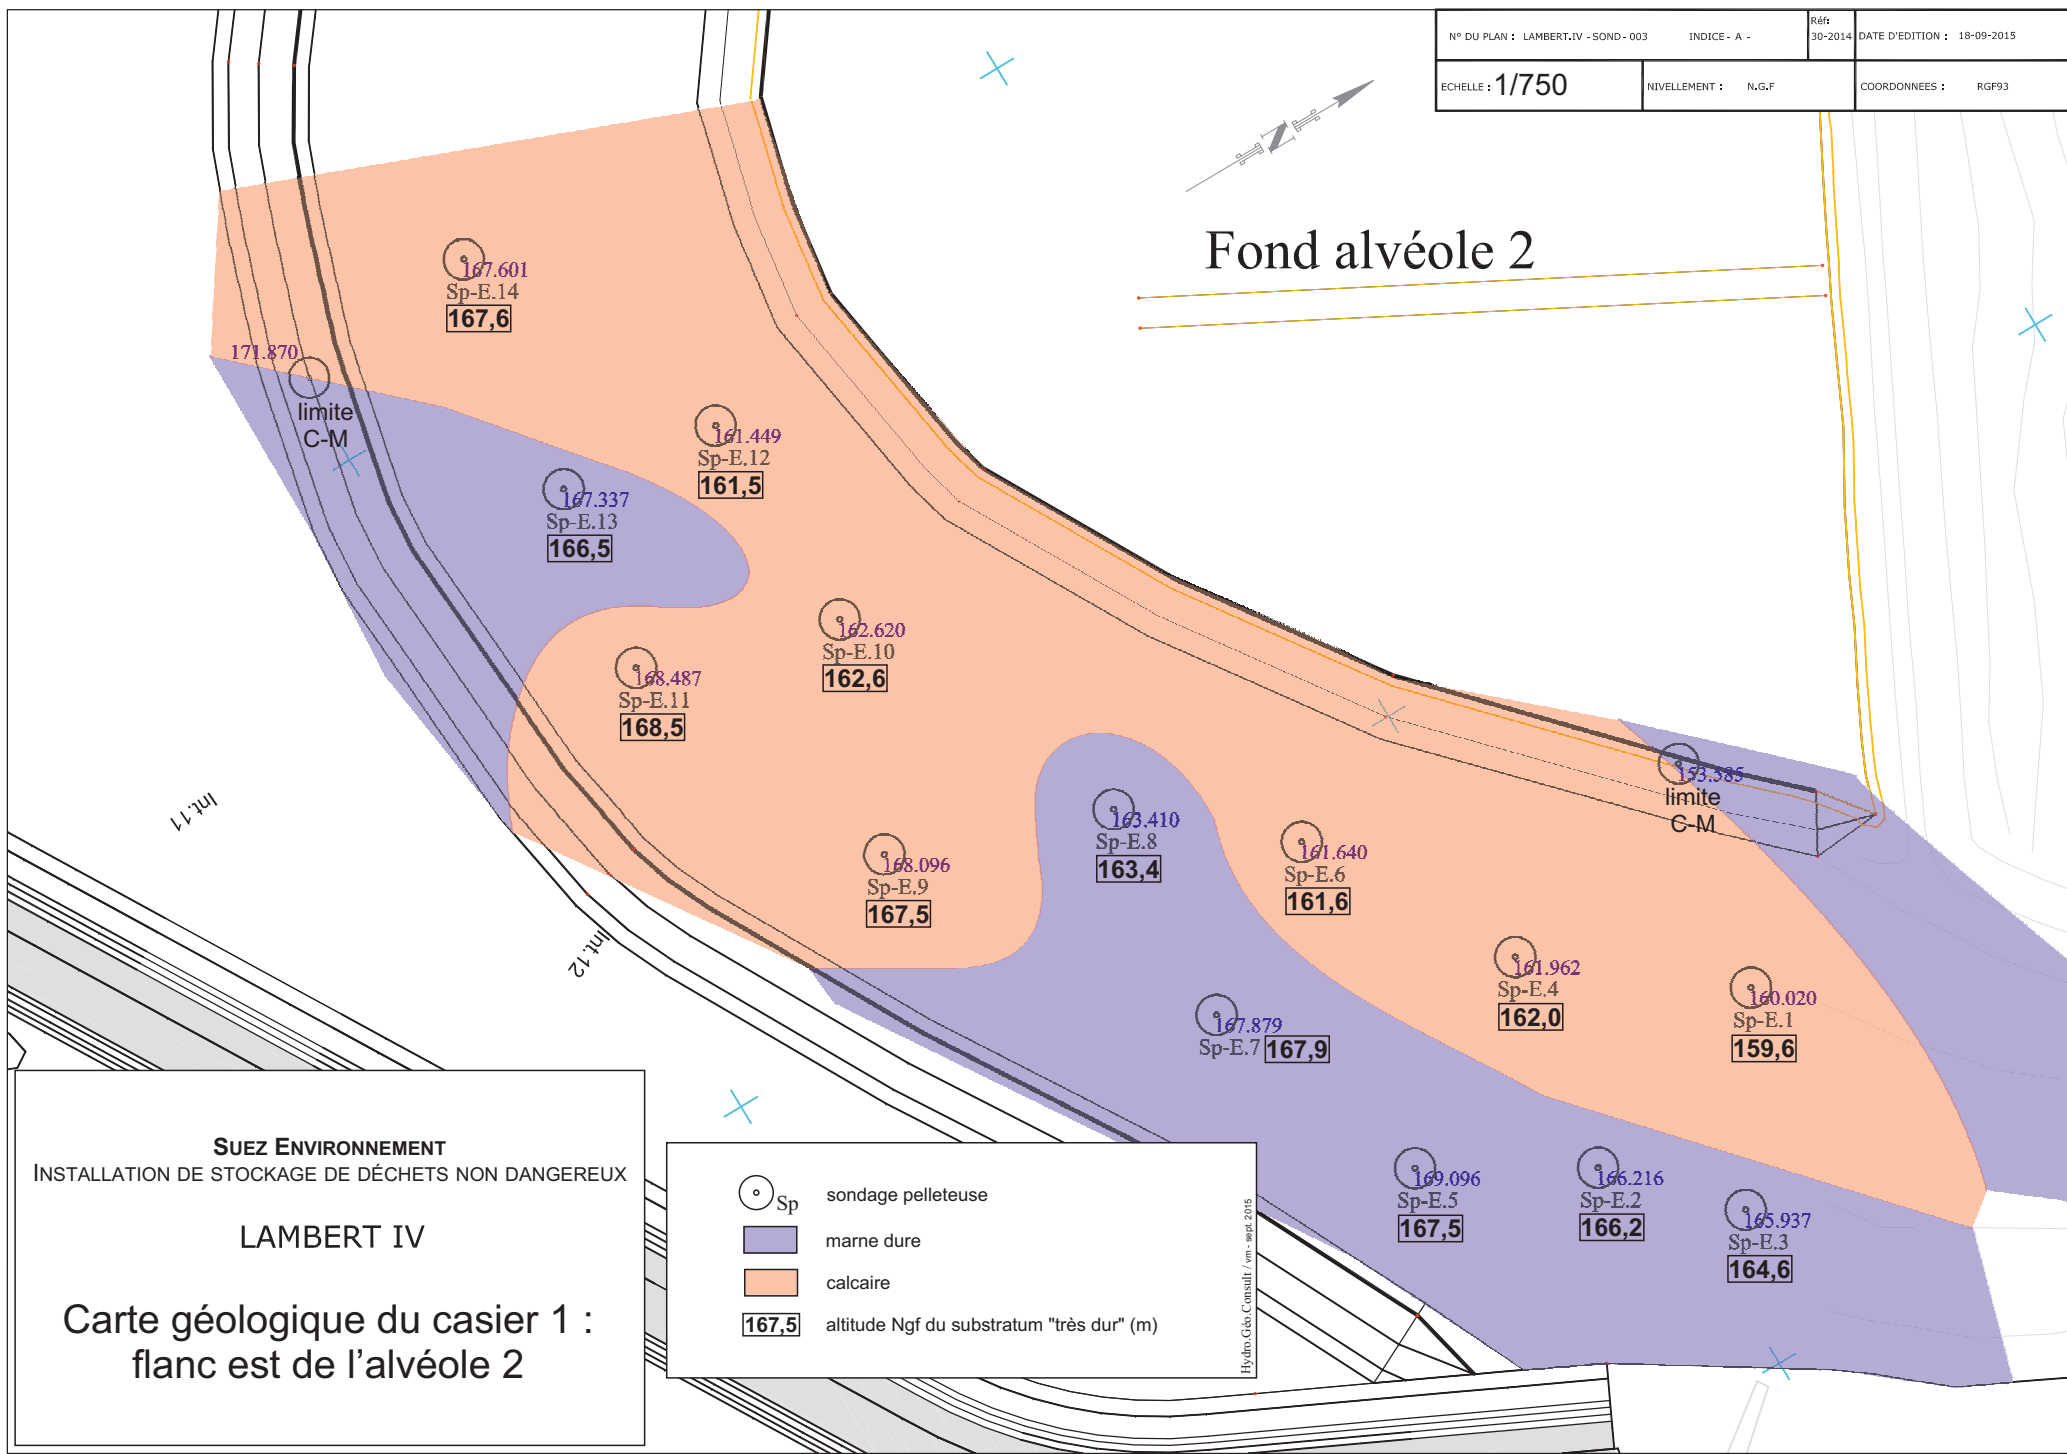 N° DU PLAN : LAMBERT.IV - SOND - 003 INDICE - A -
Réf:
30-2014
DATE D'EDITION : 18-09-2015
ECHELLE : 1/750
NIVELLEMENT : N.G.F
COORDONNEES : RGF93
N
Fond alvéole 2
167.601
Sp-E.14
167,6
171.870
limite
C-M
161.449
Sp-E.12
161,5
167.337
Sp-E.13
166,5
162.620
Sp-E.10
162,6
168.487
Sp-E.11
168,5
153.585
limite
C-M
163.410
Sp-E.8
163,4
161.640
Sp-E.6
161,6
168.096
Sp-E.9
167,5
161.962
Sp-E.4
162,0
160.020
Sp-E.1
159,6
167.879
Sp-E.7 167,9
169.096
Sp-E.5
167,5
166.216
Sp-E.2
166,2
165.937
Sp-E.3
164,6
Int.11
Int.12
SUEZ ENVIRONNEMENT
INSTALLATION DE STOCKAGE DE DÉCHETS NON DANGEREUX
LAMBERT IV
Carte géologique du casier 1 :
flanc est de l'alvéole 2
Sp sondage pelleteuse
marne dure
calcaire
167,5 altitude Ngf du substratum "très dur" (m)
Hydro.Géo.Consult / vm - sept. 2015